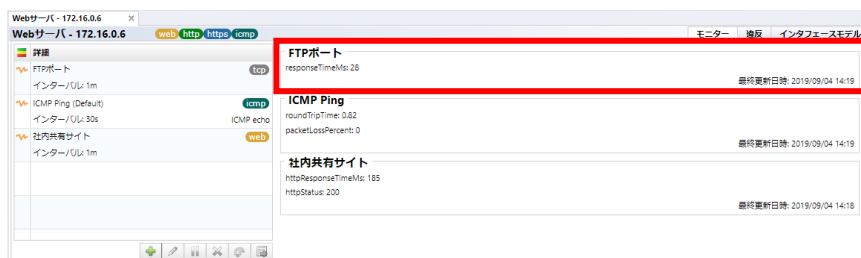 Webサーバ - 172.16.0.6 ×
Webサーバ - 172.16.0.6 web http https icmp モニター 違反 インタフェースモデル
詳細
FTPポート tcp
インターバル: 1m
ICMP Ping (Default) icmp
インターバル: 30s ICMP echo
社内共有サイト web
インターバル: 1m
FTPポート
responseTimeMs: 28
最終更新日時: 2019/09/04 14:19
ICMP Ping
roundTripTime: 0.82
packetLossPercent: 0
最終更新日時: 2019/09/04 14:19
社内共有サイト
httpResponseTimeMs: 185
httpStatus: 200
最終更新日時: 2019/09/04 14:18